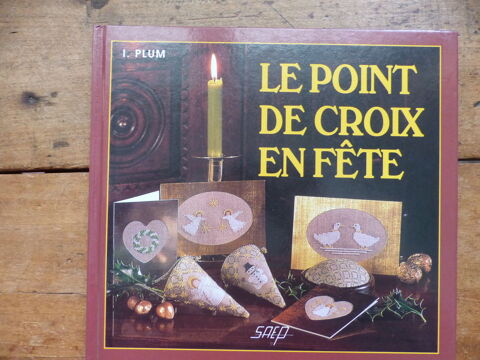 I. PLUM
LE POINT
DE CROIX
EN FÊTE
SAEP